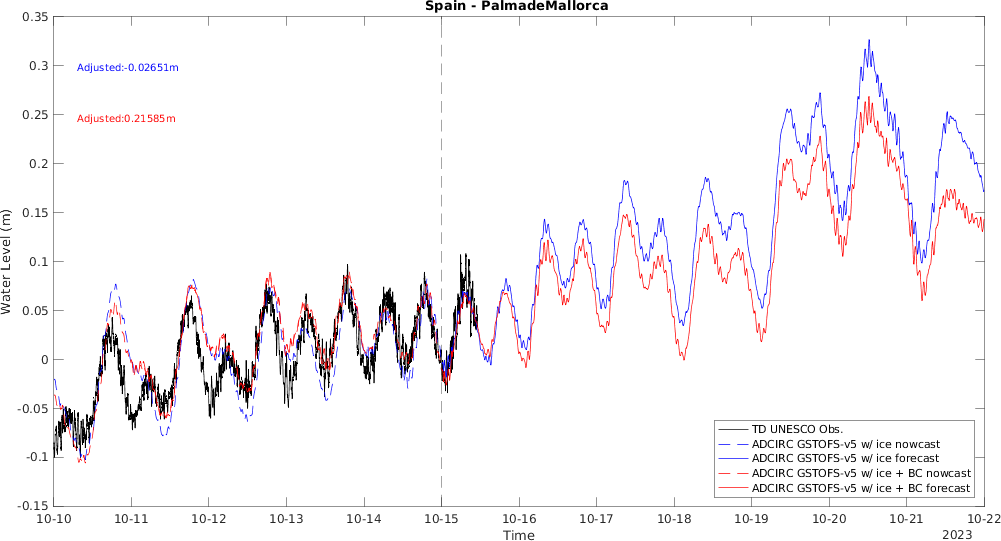 Spain - PalmadeMallorca
0.35
0.3
0.25
0.2
0.15
0.1
0.05
0
-0.05
-0.1
-0.15
Water Level (m)
Adjusted:-0.02651m
Adjusted:0.21585m
TD UNESCO Obs.
ADCIRC GSTOFS-v5 w/ ice nowcast
ADCIRC GSTOFS-v5 w/ ice forecast
ADCIRC GSTOFS-v5 w/ ice + BC nowcast
ADCIRC GSTOFS-v5 w/ ice + BC forecast
10-10 10-11 10-12 10-13 10-14 10-15 10-16 10-17 10-18 10-19 10-20 10-21 10-22
Time
2023